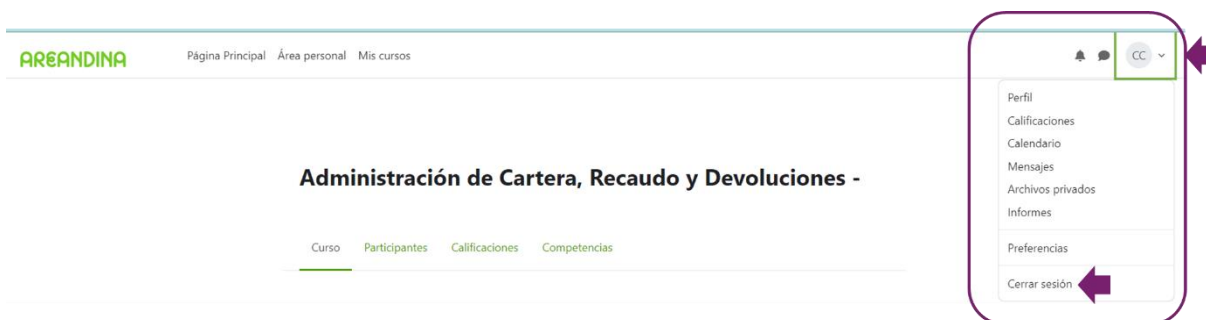 AREANDINA
Página Principal Área personal Mis cursos
CC
Perfil
Calificaciones
Calendario
Mensajes
Archivos privados
Informes
Preferencias
Cerrar sesión
Administración de Cartera, Recaudo y Devoluciones -
Curso Participantes Calificaciones Competencias